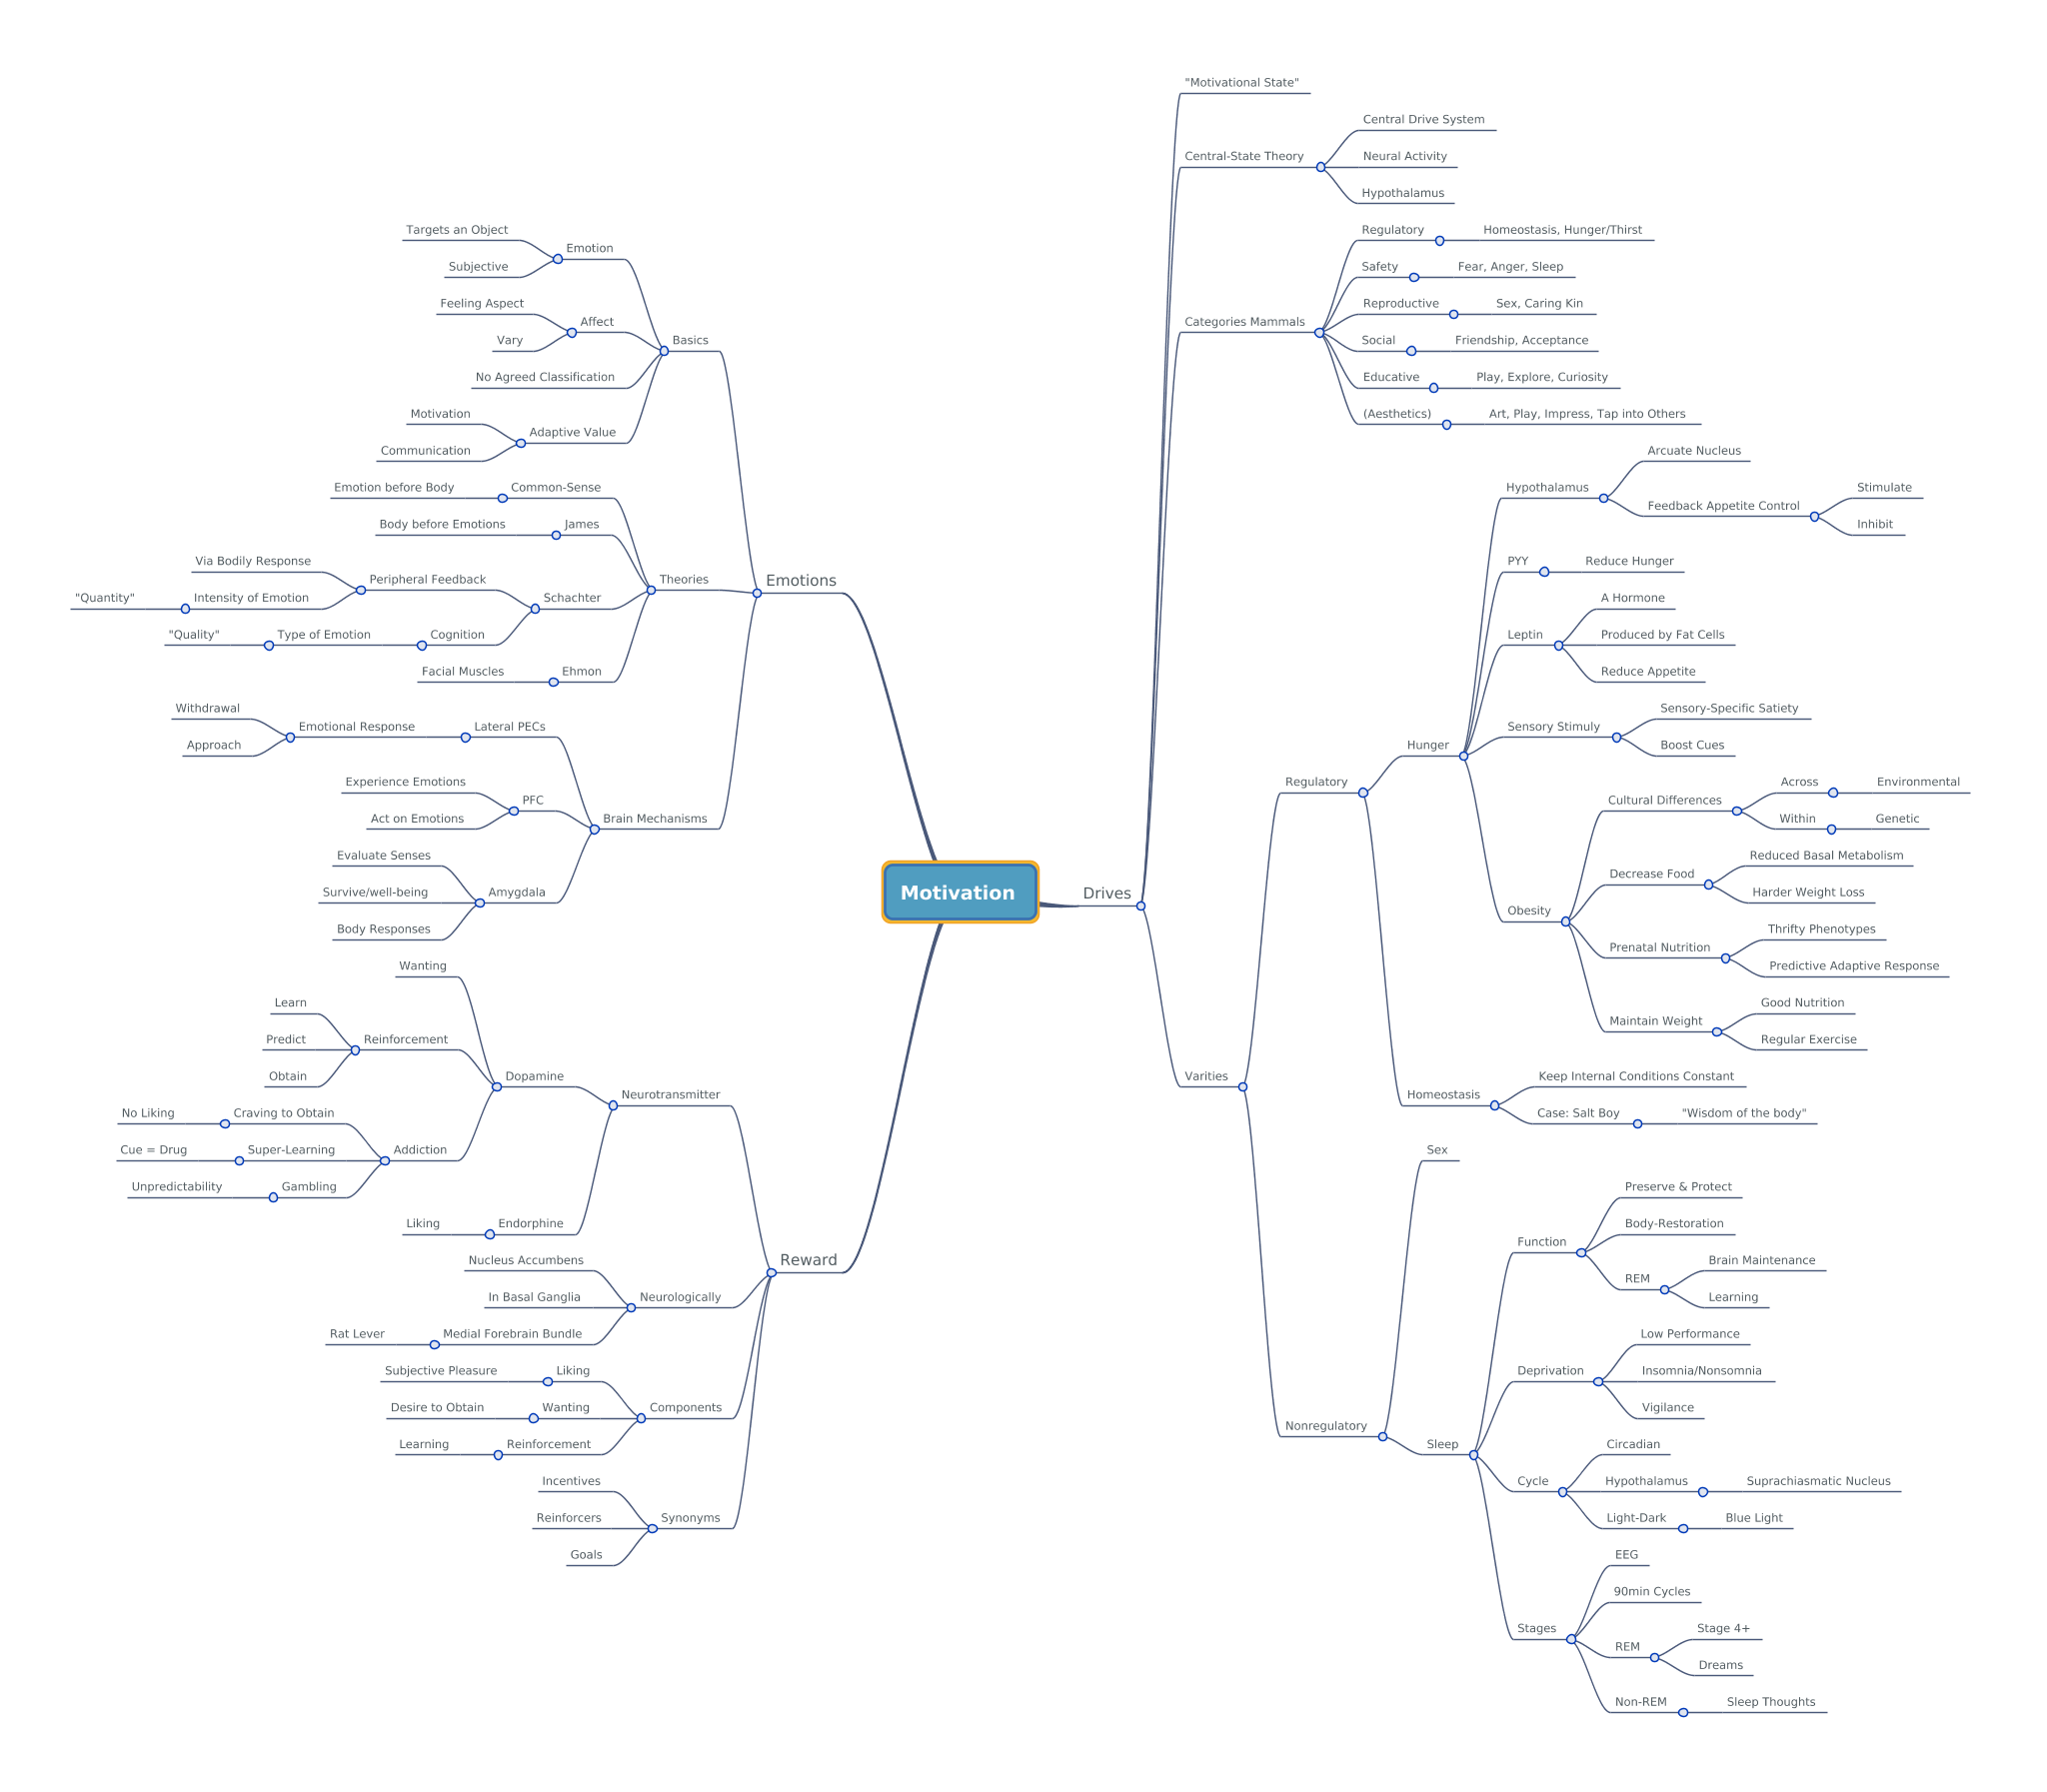 Motivation
Emotions
Basics
Emotion
Targets an Object
Subjective
Affect
Feeling Aspect
Vary
No Agreed Classification
Adaptive Value
Motivation
Communication
Theories
Common-Sense
Emotion before Body
James
Body before Emotions
Schachter
Peripheral Feedback
Via Bodily Response
Intensity of Emotion
"Quantity"
Cognition
Type of Emotion
"Quality"
Ehmon
Facial Muscles
Brain Mechanisms
Lateral PECs
Emotional Response
Withdrawal
Approach
PFC
Experience Emotions
Act on Emotions
Amygdala
Evaluate Senses
Survive/well-being
Body Responses
Reward
Neurotransmitter
Dopamine
Wanting
Reinforcement
Learn
Predict
Obtain
Addiction
Craving to Obtain
No Liking
Super-Learning
Cue = Drug
Gambling
Unpredictability
Endorphine
Liking
Neurologically
Nucleus Accumbens
In Basal Ganglia
Medial Forebrain Bundle
Rat Lever
Components
Liking
Subjective Pleasure
Wanting
Desire to Obtain
Reinforcement
Learning
Synonyms
Incentives
Reinforcers
Goals
Drives
"Motivational State"
Central-State Theory
Central Drive System
Neural Activity
Hypothalamus
Categories Mammals
Regulatory
Homeostasis, Hunger/Thirst
Safety
Fear, Anger, Sleep
Reproductive
Sex, Caring Kin
Social
Friendship, Acceptance
Educative
Play, Explore, Curiosity
(Aesthetics)
Art, Play, Impress, Tap into Others
Varities
Regulatory
Hunger
Hypothalamus
Arcuate Nucleus
Feedback Appetite Control
Stimulate
Inhibit
PYY
Reduce Hunger
Leptin
A Hormone
Produced by Fat Cells
Reduce Appetite
Sensory Stimuly
Sensory-Specific Satiety
Boost Cues
Obesity
Cultural Differences
Across
Environmental
Within
Genetic
Decrease Food
Reduced Basal Metabolism
Harder Weight Loss
Prenatal Nutrition
Thrifty Phenotypes
Predictive Adaptive Response
Maintain Weight
Good Nutrition
Regular Exercise
Homeostasis
Keep Internal Conditions Constant
Case: Salt Boy
"Wisdom of the body"
Nonregulatory
Sex
Sleep
Function
Preserve & Protect
Body-Restoration
REM
Brain Maintenance
Learning
Deprivation
Low Performance
Insomnia/Nonsomnia
Vigilance
Cycle
Circadian
Hypothalamus
Suprachiasmatic Nucleus
Light-Dark
Blue Light
Stages
EEG
90min Cycles
REM
Stage 4+
Dreams
Non-REM
Sleep Thoughts